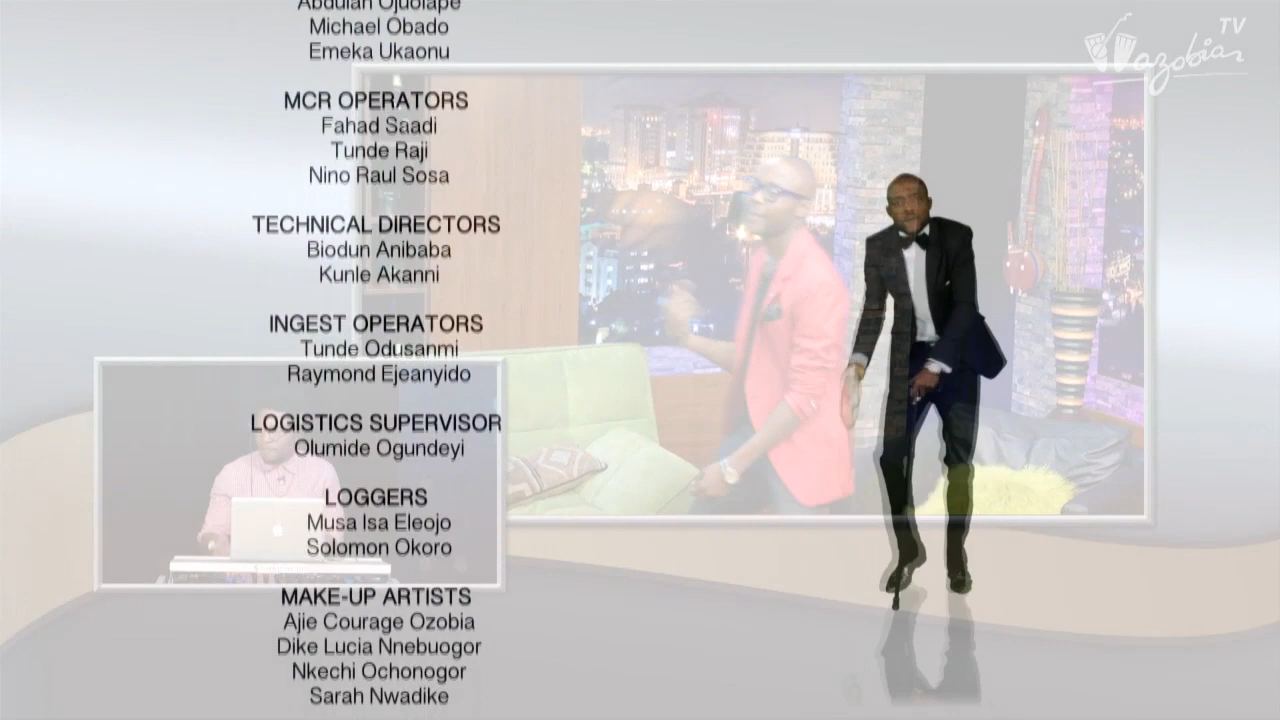 Michael Obado
Emeka Ukaonu
MCR OPERATORS
Fahad Saadi
Tunde Raji
Nino Raul Sosa
TECHNICAL DIRECTORS
Biodun Anibaba
Kunle Akanni
INGEST OPERATORS
Tunde Odusanmi
Raymond Ejeanyido
LOGISTICS SUPERVISOR
Olumide Ogundeyi
LOGGERS
Musa Isa Eleojo
Solomon Okoro
MAKE-UP ARTISTS
Ajie Courage Ozobia
Dike Lucia Nnebuogor
Nkechi Ochonogor
Sarah Nwadike
TV
Wazobia